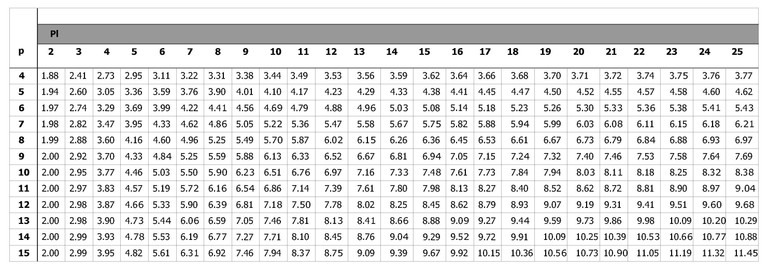 Pl
p 2 3 4 5 6 7 8 9 10 11 12 13 14 15 16 17 18 19 20 21 22 23 24 25
4 1.88 2.41 2.73 2.95 3.11 3.22 3.31 3.38 3.44 3.49 3.53 3.56 3.59 3.62 3.64 3.66 3.68 3.70 3.71 3.72 3.74 3.75 3.76 3.77
5 1.94 2.60 3.05 3.36 3.59 3.76 3.90 4.01 4.10 4.17 4.23 4.29 4.33 4.38 4.41 4.45 4.47 4.50 4.52 4.55 4.57 4.58 4.60 4.62
6 1.97 2.74 3.29 3.69 3.99 4.22 4.41 4.56 4.69 4.79 4.88 4.96 5.03 5.08 5.14 5.18 5.23 5.26 5.30 5.33 5.36 5.38 5.41 5.43
7 1.98 2.82 3.47 3.95 4.33 4.62 4.86 5.05 5.22 5.36 5.47 5.58 5.67 5.75 5.82 5.88 5.94 5.99 6.03 6.08 6.11 6.15 6.18 6.21
8 1.99 2.88 3.60 4.16 4.60 4.96 5.25 5.49 5.70 5.87 6.02 6.15 6.26 6.36 6.45 6.53 6.61 6.67 6.73 6.79 6.84 6.88 6.93 6.97
9 2.00 2.92 3.70 4.33 4.84 5.25 5.59 5.88 6.13 6.33 6.52 6.67 6.81 6.94 7.05 7.15 7.24 7.32 7.40 7.46 7.53 7.58 7.64 7.69
10 2.00 2.95 3.77 4.46 5.03 5.50 5.90 6.23 6.51 6.76 6.97 7.16 7.33 7.48 7.61 7.73 7.84 7.94 8.03 8.11 8.18 8.25 8.32 8.38
11 2.00 2.97 3.83 4.57 5.19 5.72 6.16 6.54 6.86 7.14 7.39 7.61 7.80 7.98 8.13 8.27 8.40 8.52 8.62 8.72 8.81 8.90 8.97 9.04
12 2.00 2.98 3.87 4.66 5.33 5.90 6.39 6.81 7.18 7.50 7.78 8.02 8.25 8.45 8.62 8.79 8.93 9.07 9.19 9.31 9.41 9.51 9.60 9.68
13 2.00 2.98 3.90 4.73 5.44 6.06 6.59 7.05 7.46 7.81 8.13 8.41 8.66 8.88 9.09 9.27 9.44 9.59 9.73 9.86 9.98 10.09 10.20 10.29
14 2.00 2.99 3.93 4.78 5.53 6.19 6.77 7.27 7.71 8.10 8.45 8.76 9.04 9.29 9.52 9.72 9.91 10.09 10.25 10.39 10.53 10.66 10.77 10.88
15 2.00 2.99 3.95 4.82 5.61 6.31 6.92 7.46 7.94 8.37 8.75 9.09 9.39 9.67 9.92 10.15 10.36 10.56 10.73 10.90 11.05 11.19 11.32 11.45